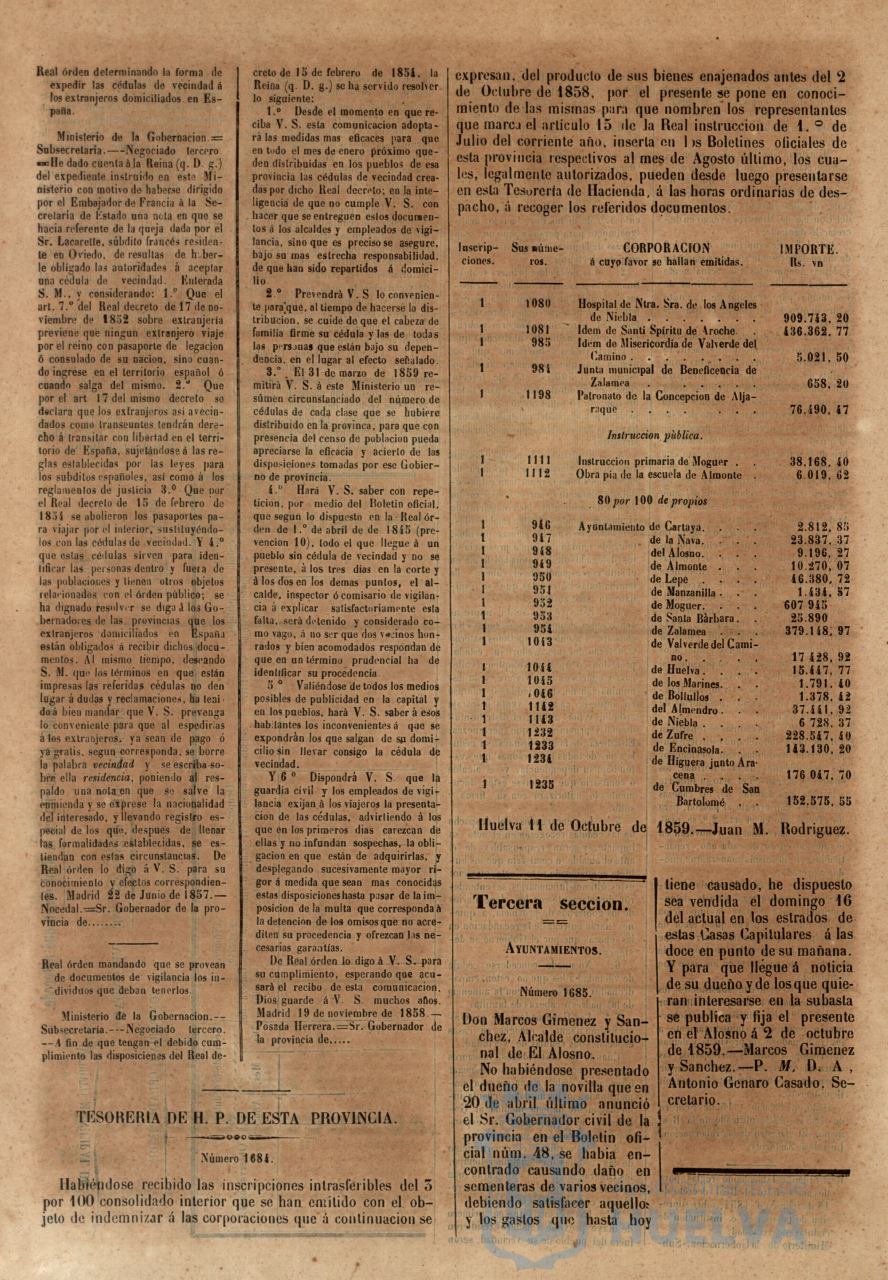 Real órden determinando la forma de
expedir las cédulas de vecindad á
los extranjeros domiciliados en Es-
paña.
Ministerio de la Gobernacion.=
Subsecretaria.—-Negociado tercero
=He dado cuenta á la Reina (q. D. g.)
del expediente instruido en este Mi-
nisterio con motivo de haberse dirigido
por el Embajador de Francia á la Se-
cretaría de Estado una nota en que se
hacia referente de la queja dada por el
Sr. Lacarette, súbdito francés residen-
te en Oviedo, de resultas de h ber-
le obligado las autoridades á aceptar
una cédula de vecindad. Enterada
S. M., y considerando: 1.° Que el
art. 7.° del Real decreto de 17 de no-
viembre de 1852 sobre extranjería
previene que ningun extranjero viaje
por el reino con pasaporte de legacion
ó consulado de su nacion, sino cuan-
do ingrese en el territorio español ó
cuando salga del mismo. 2.° Que
por el art 17 del mismo decreto se
declara que los extranjeros asi avecin-
dados como transeuntes tendrán dere-
cho á transitar con libertad en el terri-
torio de España, sujetándose á las re-
glas establecidas por las leyes para
los subditos españoles, así como á los
reglamentos de justicia 3.° Que por
el Real decreto de 15 de febrero de
1854 se abolieron los pasaportes pa-
ra viajar por el interior, sustituyéndo-
los con las cédulas de vecindad. Y 4.°
que estas cédulas sirven para iden-
tificar las personas dentro y fuera de
las poblaciones y tienen otros objetos
relacionados con el órden público; se
ha dignado resolver se diga á los Go-
bernadores de las provincias que los
extranjeros domiciliados en España
están obligados á recibir dichos docu-
mentos. Al mismo tiempo, deseando
S. M. que los términos en que están
impresas las referidas cédulas no den
lugar á dudas y reclamaciones, ha teni
do á bien mandar que V. S. prevenga
lo conveniente para que al espedirlas
á los extranjeros, ya sean de pago ó
ya gratis, segun corresponda, se borre
la palabra vecindad y se escriba so-
bre ella residencia, poniendo al res-
paldo una nota en que se salve la
enmienda y se exprese la nacionalidad
del interesado, y llevando registro es-
pecial de los que, despues de llenar
las formalidades establecidas, se es-
tiendan con estas circunstancias. De
Real órden lo digo á V. S. para su
conocimiento y efectos correspondien-
tes. Madrid 22 de Junio de 1857.—
Nocedal.=Sr. Gobernador de la pro-
vincia de........
Real órden mandando que se provean
de documentos de vigilancia los in-
dividuos que deban tenerlos.
Ministerio de la Gobernacion.--
Subsecretaria.---Negociado tercero.
--A fin de que tengan el debido cum-
plimiento las disposiciones del Real de-
creto de 15 de febrero de 1854, la
Reina (q. D. g.) se ha servido resolver
lo siguiente:
1.° Desde el momento en que re-
ciba V. S. esta comunicacion adopta-
rá las medidas mas eficaces para que
en todo el mes de enero próximo que-
den distribuidas en los pueblos de esa
provincia las cédulas de vecindad crea-
das por dicho Real decreto; en la inte-
ligencia de que no cumple V. S. con
hacer que se entreguen estos documen-
tos á los alcaldes y empleados de vigi-
lancia, sino que es preciso se asegure,
bajo su mas estrecha responsabilidad,
de que han sido repartidos á domici-
lio
2.° Prevendrá V. S lo convenien-
te para que, al tiempo de hacerse la dis-
tribucion, se cuide de que el cabeza de
familia firme su cédula y las de todas
las personas que están bajo su depen-
dencia, en el lugar al efecto señalado.
3.° El 31 de marzo de 1859 re-
mitirá V. S. á este Ministerio un re-
súmen circunstanciado del número de
cédulas de cada clase que se hubiere
distribuido en la provinca, para que con
presencia del censo de poblacion pueda
apreciarse la eficacia y acierto de las
disposiciones tomadas por ese Gobier-
no de provincia.
4.° Hará V. S. saber con repe-
ticion, por medio del Boletin oficial,
que segun lo dispuesto en la Real ór-
den de 1.° de abril de de 1845 (pre-
vencion 10), todo el que llegue á un
pueblo sin cédula de vecindad y no se
presente, á los tres dias en la corte y
á los dos en los demas puntos, el al-
calde, inspector ó comisario de vigilan-
cia á explicar satisfactoriamente esta
falta, será detenido y considerado co-
mo vago, á no ser que dos vecinos hon-
rados y bien acomodados respondan de
que en un término prudencial ha de
identificar su procedencia
5 ° Valiéndose de todos los medios
posibles de publicidad en la capital y
en los pueblos, hará V. S. saber á esos
habitantes los inconvenientes á que se
expondrán los que salgan de su domi-
cilio sin llevar consigo la cédula de
vecindad.
Y 6° Dispondrá V. S. que la
guardia civil y los empleados de vigi-
lancia exijan á los viajeros la presenta-
cion de las cédulas, advirtiendo á los
que en los primeros dias carezcan de
ellas y no infundan sospechas, la obli-
gacion en que están de adquirirlas, y
desplegando sucesivamente mayor ri-
gor á medida que sean mas conocidas
estas disposiciones hasta pasar de la im-
posicion de la multa que corresponda á
la detencion de los omisos que no acre-
diten su procedencia y ofrezcan las ne-
cesarias garantías.
De Real órden lo digo á V. S. para
su cumplimiento, esperando que acu-
sará el recibo de esta comunicacion.
Dios guarde á V. S. muchos años.
Madrid 19 de noviembre de 1858.—
Posada Herrera.=Sr. Gobernador de
la provincia de.....
TESORERIA DE H. P. DE ESTA PROVINCIA.
Número 1684.
Habiéndose recibido las inscripciones intrasferibles del 3
por 100 consolidado interior que se han emitido con el ob-
jeto de indemnizar á las corporaciones que á continuacion se
expresan, del producto de sus bienes enajenados antes del 2
de Octubre de 1858, por el presente se pone en conoci-
miento de las mismas para que nombren los representantes
que marca el artículo 15 de la Real instruccion de 1.° de
Julio del corriente año, inserta en los Boletines oficiales de
esta provincia respectivos al mes de Agosto último, los cua-
les, legalmente autorizados, pueden desde luego presentarse
en esta Tesorería de Hacienda, á las horas ordinarias de des-
pacho, á recoger los referidos documentos.
Inscrip- Sus núme- CORPORACION IMPORTE.
ciones. ros. á cuyo favor se hallan emitidas. Rs. vn
1 1080 Hospital de Ntra. Sra. de los Angeles
de Niebla . . . . . . . 909.743, 20
1 1081 Idem de Santi Spíritu de Aroche. . 436.362, 77
1 985 Idem de Misericordia de Valverde del
Camino . . . . . . . . 5.021, 50
1 984 Junta municipal de Beneficencia de
Zalamea . . . . . . . 658, 20
1 1198 Patronato de la Concepcion de Alja-
raque . . . . . . . 76.490, 47
Instruccion pública.
1 1111 Instruccion primaria de Moguer . . 38.168, 40
1 1112 Obra pia de la escuela de Almonte . 6.019, 62
80 por 100 de propios
1 946 Ayuntamiento de Cartaya. . . . 2.812, 85
1 947 de la Nava. . . . 23.837, 37
1 948 del Alosno. . . . 9.196, 27
1 949 de Almonte . . . 10.270, 07
1 950 de Lepe . . . . 46.380, 72
1 951 de Manzanilla . . . 1.434, 87
1 952 de Moguer. . . . 607 945
1 953 de Santa Bàrbara. . . 25.890
1 954 de Zalamea . . . 379.148, 97
1 1043 de Valverde del Cami-
no. . . . . 17 428, 92
1 1044 de Huelva . . . . 15.447, 77
1 1045 de los Marines. . . 1.791, 40
1 1046 de Bollullos . . . 1.378, 42
1 1142 del Almendro. . . . 37.441, 92
1 1143 de Niebla . . . . 6 728, 37
1 1232 de Zufre . . . . 228.547, 40
1 1233 de Encinasola. . . 143.130, 20
1 1234 de Higuera junto Ara-
cena . . . . 176 047, 70
1 1235 de Cumbres de San
Bartolomé . . 152.575, 55
Huelva 11 de Octubre de 1859.—Juan M. Rodriguez.
Tercera seccion.
AYUNTAMIENTOS.
Número 1685.
Don Marcos Gimenez y San-
chez, Alcalde constitucio-
nal de El Alosno.
No habiéndose presentado
el dueño de la novilla que en
20 de abril último anunció
el Sr. Gobernador civil de la
provincia en el Boletin ofi-
cial núm. 48, se habia en-
contrado causando daño en
sementeras de varios vecinos,
debiendo satisfacer aquellos
y los gastos que hasta hoy
tiene causado, he dispuesto
sea vendida el domingo 16
del actual en los estrados de
estas Casas Capitulares á las
doce en punto de su mañana.
Y para que llegue á noticia
de su dueño y de los que quie-
ran interesarse en la subasta
se publica y fija el presente
en el Alosno á 2 de octubre
de 1859.—Marcos Gimenez
y Sanchez.—P. M, D. A ,
Antonio Genaro Casado, Se-
cretario.
HUELVA